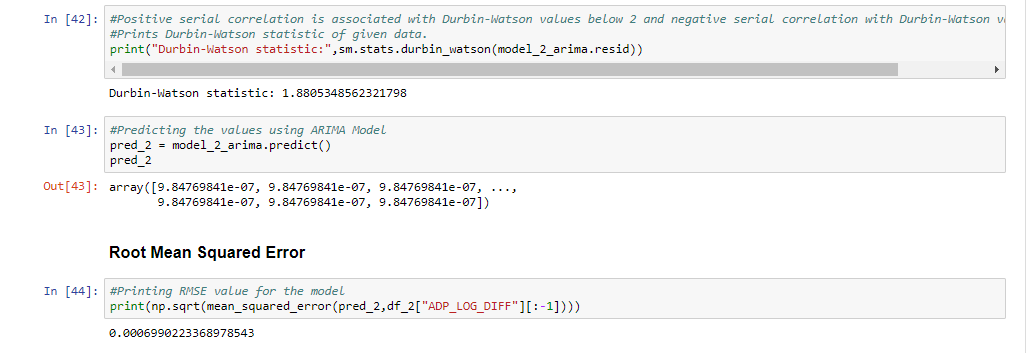 In [42]: #Positive serial correlation is associated with Durbin-Watson values below 2 and negative serial correlation with Durbin-Watson
#Prints Durbin-Watson statistic of given data.
print("Durbin-Watson statistic:",sm.stats.durbin_watson(model_2_arima.resid))
Durbin-Watson statistic: 1.8805348562321798
In [43]: #Predicting the values using ARIMA Model
pred_2 = model_2_arima.predict()
pred_2
Out[43]: array([9.84769841e-07, 9.84769841e-07, 9.84769841e-07, ...,
9.84769841e-07, 9.84769841e-07, 9.84769841e-07])
Root Mean Squared Error
In [44]: #Printing RMSE value for the model
print(np.sqrt(mean_squared_error(pred_2,df_2["ADP_LOG_DIFF"][:-1])))
0.0006990223368978543